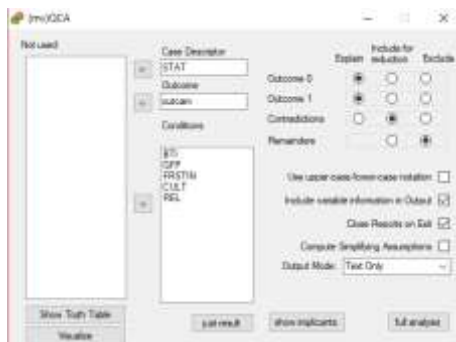 (mv)QCA
Not used
Case Descriptor
STAT
Outcome
outcam
Conditions
BTI
GFP
FRSTIN
CULT
REL
Explain
Include for
reduction
Exclude
Outcome 0
Outcome 1
Contradictions
Remainders
Use upper-case/lower-case notation
Include variable information in Output
Close Results on Exit
Compute Simplifying Assumptions
Output Mode: Text Only
Show Truth Table
Visualize
just result
show implicants
full analysis